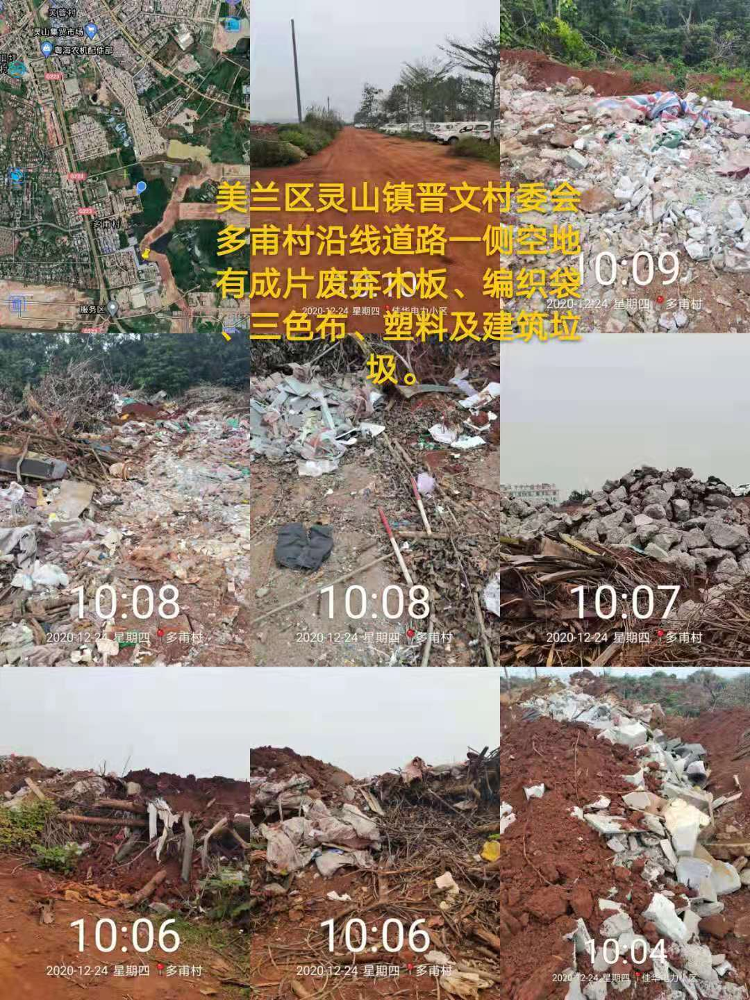 芙蓉村
灵山集贸市场
粤海农机配件部
G223
G223
G223
多甫村
服务区
G223
美兰区灵山镇晋文村委会
多甫村沿线道路一侧空地
有成片废弃木板、编织袋
、三色布、塑料及建筑垃
圾。
10:10
2020-12-24 星期四 佳华电力小区
10:09
2020-12-24 星期四 多甫村
10:08
2020-12-24 星期四 多甫村
10:08
2020-12-24 星期四 多甫村
10:07
2020-12-24 星期四 多甫村
10:06
2020-12-24 星期四 多甫村
10:06
2020-12-24 星期四 多甫村
10:04
2020-12-24 星期四 佳华电力小区